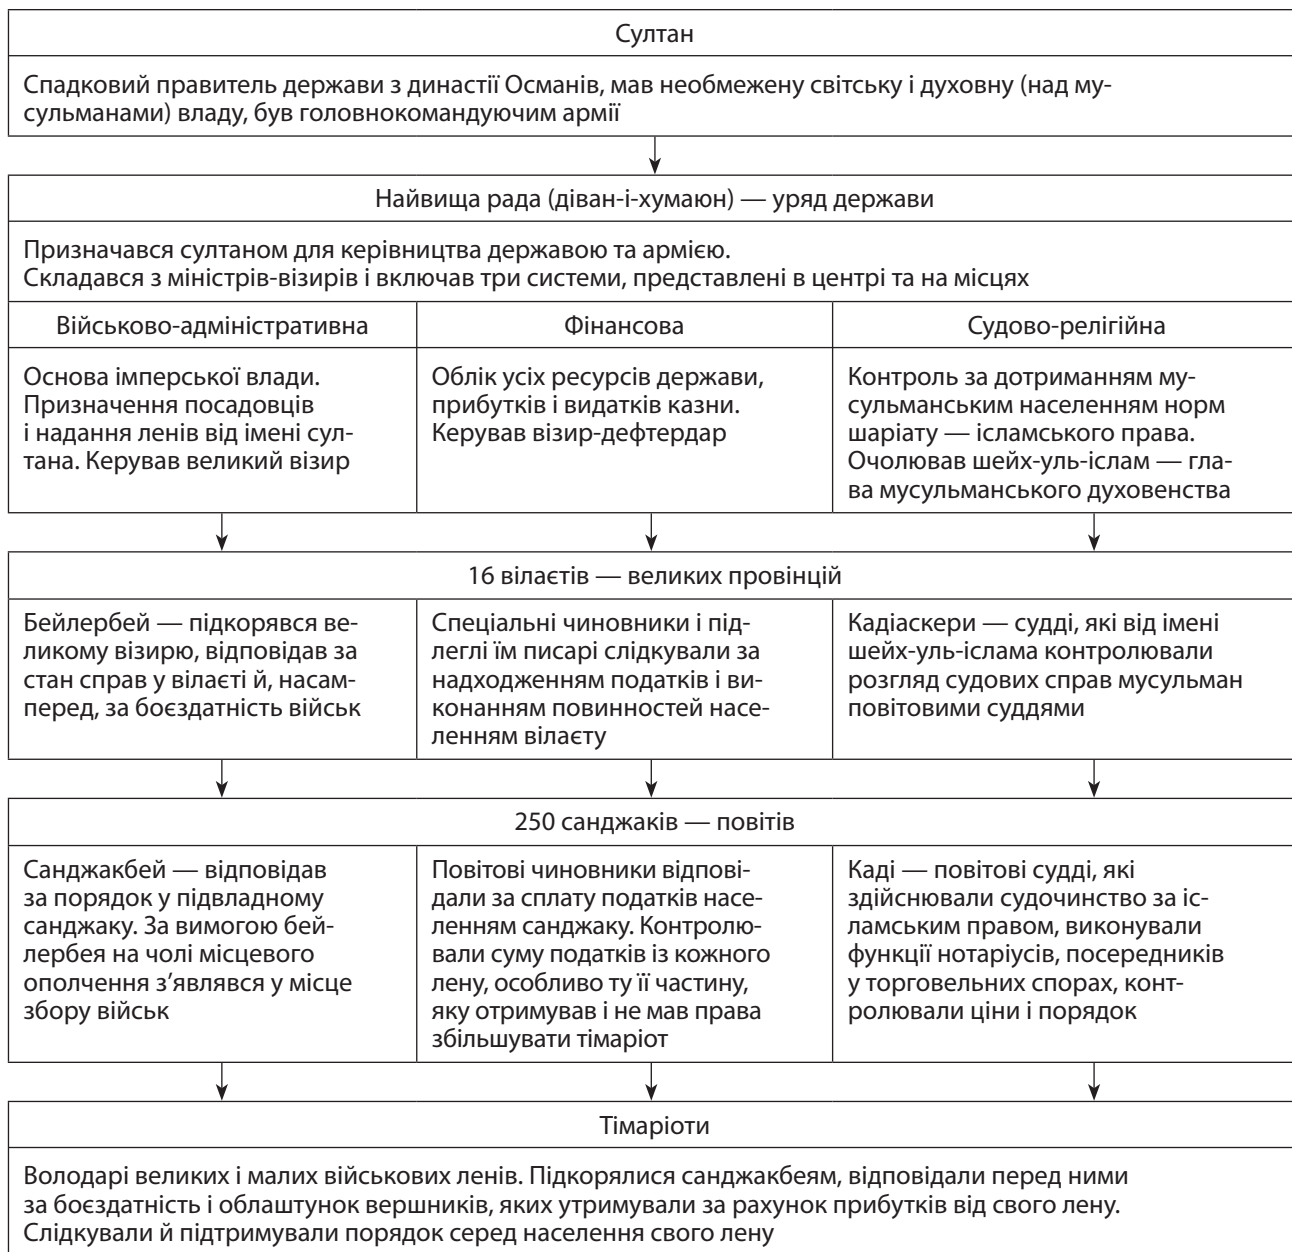 Султан
Спадковий правитель держави з династії Османів, мав необмежену світську і духовну (над му-
сульманами) владу, був головнокомандуючим армії
Найвища рада (діван-і-хумаюн) — уряд держави
Призначався султаном для керівництва державою та армією.
Складався з міністрів-візирів і включав три системи, представлені в центрі та на місцях
Військово-адміністративна
Фінансова
Судово-релігійна
Основа імперської влади.
Призначення посадовців
і надання ленів від імені сул-
тана. Керував великий візир
Облік усіх ресурсів держави,
прибутків і видатків казни.
Керував візир-дефтердар
Контроль за дотриманням му-
сульманським населенням норм
шаріату — ісламського права.
Очолював шейх-уль-іслам — гла-
ва мусульманського духовенства
16 вілаєтів — великих провінцій
Бейлербей — підкорявся ве-
ликому візирю, відповідав за
стан справ у вілаєті й, насам-
перед, за боєздатність військ
Спеціальні чиновники і під-
леглі їм писарі слідкували за
надходженням податків і ви-
конанням повинностей насе-
ленням вілаєту
Кадіаскери — судді, які від імені
шейх-уль-іслама контролювали
розгляд судових справ мусульман
повітовими суддями
250 санджаків — повітів
Санджакбей — відповідав
за порядок у підвладному
санджаку. За вимогою бей-
лербея на чолі місцевого
ополчення з’являвся у місце
збору військ
Повітові чиновники відпові-
дали за сплату податків насе-
ленням санджаку. Контролю-
вали суму податків із кожного
лену, особливо ту її частину,
яку отримував і не мав права
збільшувати тімаріот
Каді — повітові судді, які
здійснювали судочинство за іс-
ламським правом, виконували
функції нотаріусів, посередників
у торговельних спорах, конт-
ролювали ціни і порядок
Тімаріоти
Володарі великих і малих військових ленів. Підкорялися санджакбеям, відповідали перед ними
за боєздатність і облаштунок вершників, яких утримували за рахунок прибутків від свого лену.
Слідкували й підтримували порядок серед населення свого лену